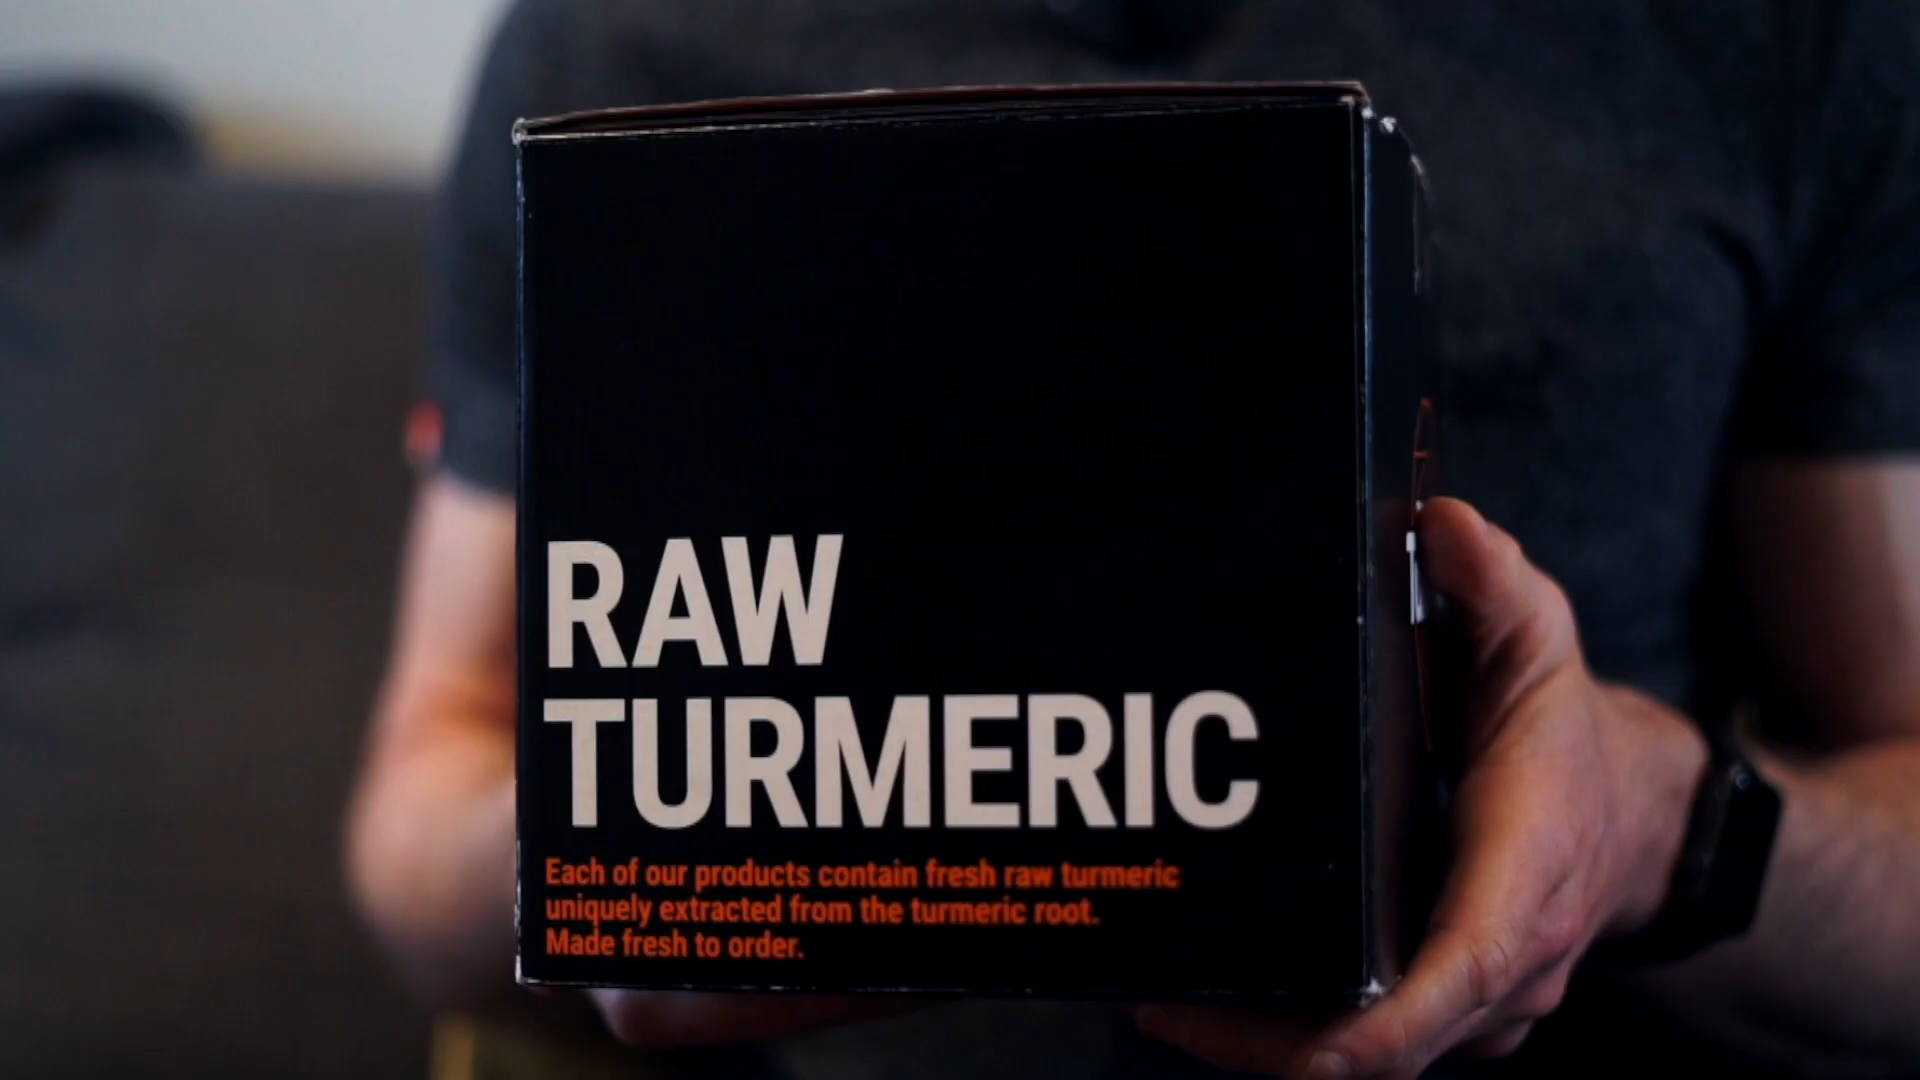 RAW
TURMERIC
Each of our products contain fresh raw turmeric
uniquely extracted from the turmeric root.
Made fresh to order.